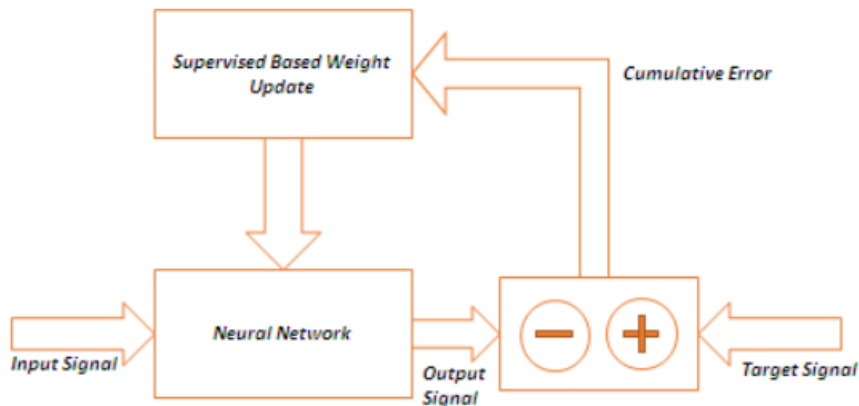 Supervised Based Weight
Update
Cumulative Error
Neural Network
Input Signal
Output
Signal
Target Signal